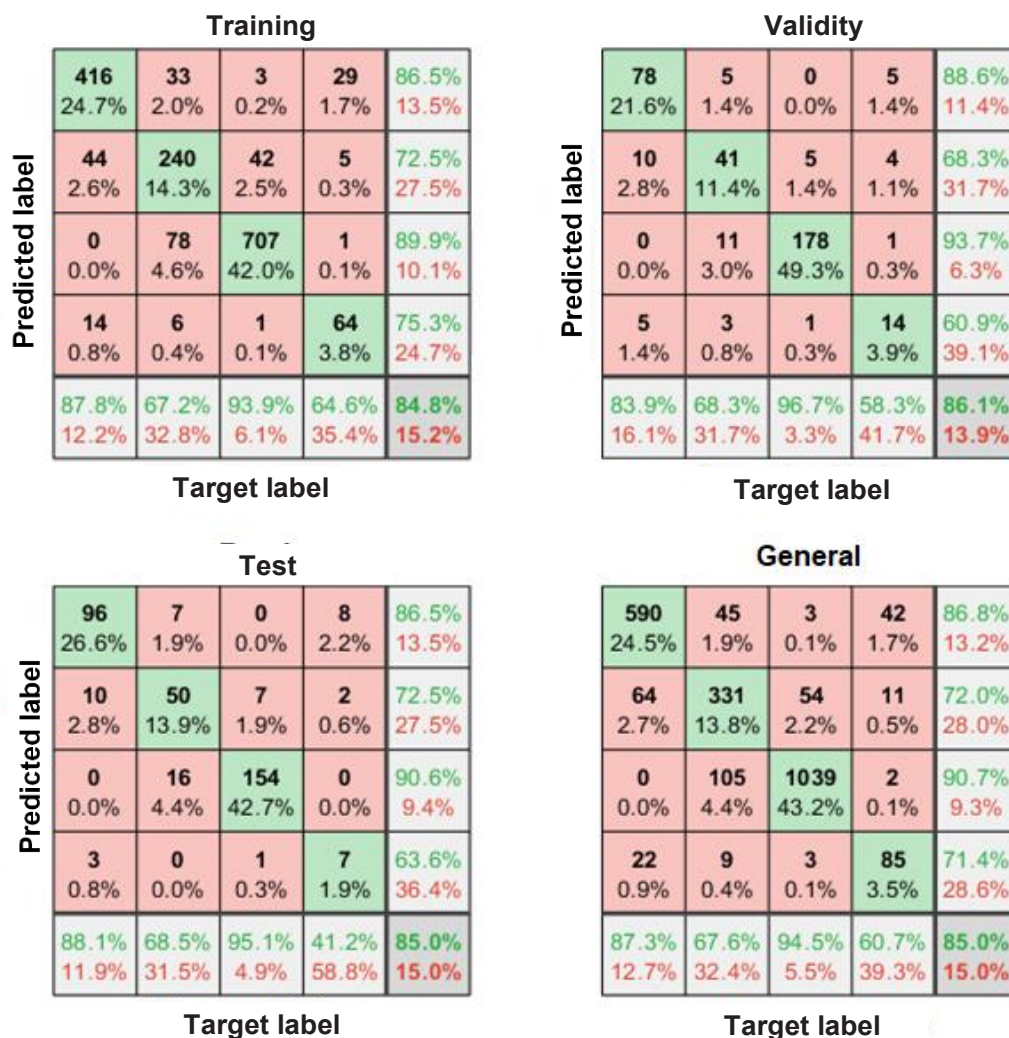 Training
416 33 3 29 86.5%
24.7% 2.0% 0.2% 1.7% 13.5%
44 240 42 5 72.5%
2.6% 14.3% 2.5% 0.3% 27.5%
0 78 707 1 89.9%
0.0% 4.6% 42.0% 0.1% 10.1%
14 6 1 64 75.3%
0.8% 0.4% 0.1% 3.8% 24.7%
87.8% 67.2% 93.9% 64.6% 84.8%
12.2% 32.8% 6.1% 35.4% 15.2%
Predicted label
Target label
Validity
78 5 0 5 88.6%
21.6% 1.4% 0.0% 1.4% 11.4%
10 41 5 4 68.3%
2.8% 11.4% 1.4% 1.1% 31.7%
0 11 178 1 93.7%
0.0% 3.0% 49.3% 0.3% 6.3%
5 3 1 14 60.9%
1.4% 0.8% 0.3% 3.9% 39.1%
83.9% 68.3% 96.7% 58.3% 86.1%
16.1% 31.7% 3.3% 41.7% 13.9%
Predicted label
Target label
Test
96 7 0 8 86.5%
26.6% 1.9% 0.0% 2.2% 13.5%
10 50 7 2 72.5%
2.8% 13.9% 1.9% 0.6% 27.5%
0 16 154 0 90.6%
0.0% 4.4% 42.7% 0.0% 9.4%
3 0 1 7 63.6%
0.8% 0.0% 0.3% 1.9% 36.4%
88.1% 68.5% 95.1% 41.2% 85.0%
11.9% 31.5% 4.9% 58.8% 15.0%
Predicted label
Target label
General
590 45 3 42 86.8%
24.5% 1.9% 0.1% 1.7% 13.2%
64 331 54 11 72.0%
2.7% 13.8% 2.2% 0.5% 28.0%
0 105 1039 2 90.7%
0.0% 4.4% 43.2% 0.1% 9.3%
22 9 3 85 71.4%
0.9% 0.4% 0.1% 3.5% 28.6%
87.3% 67.6% 94.5% 60.7% 85.0%
12.7% 32.4% 5.5% 39.3% 15.0%
Target label